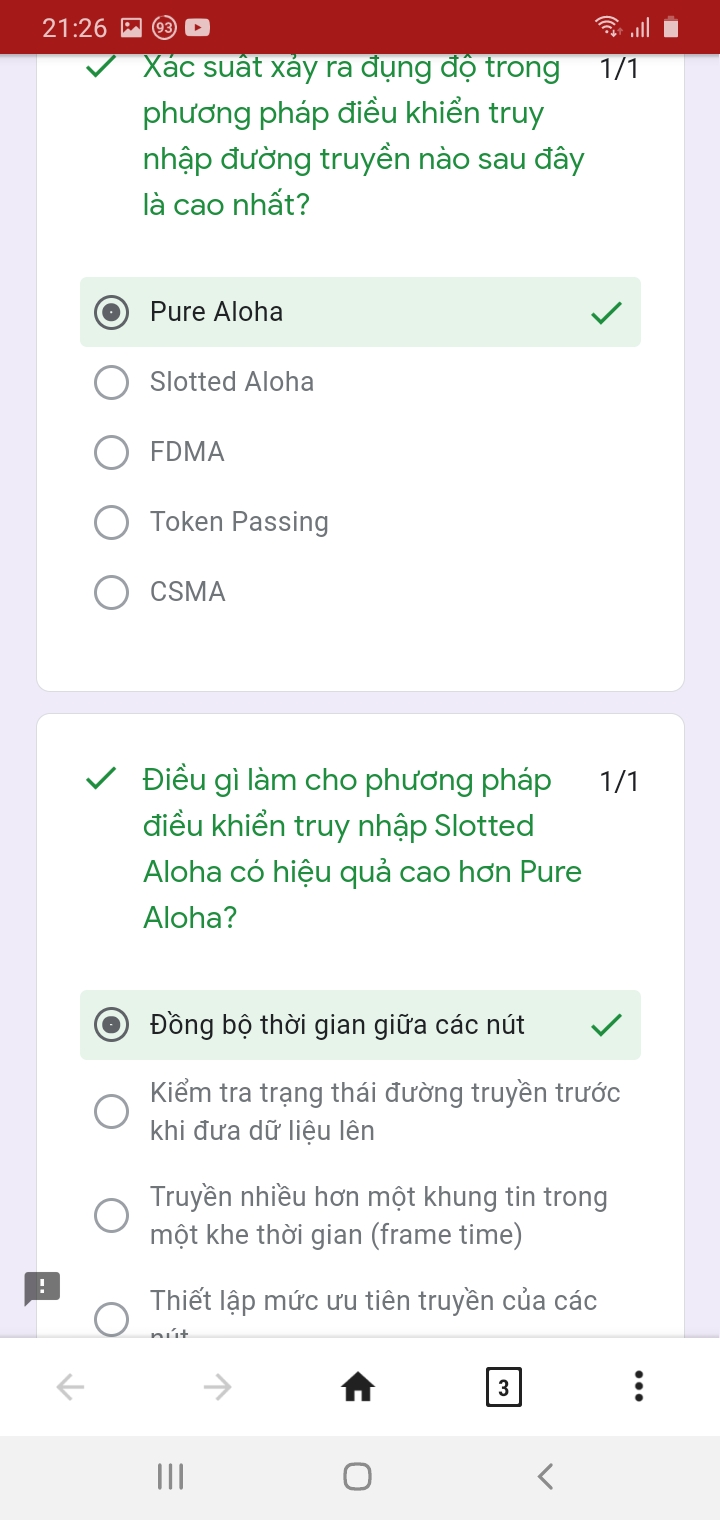 21:26 93
Xác suất xảy ra đụng độ trong 1/1
phương pháp điều khiển truy
nhập đường truyền nào sau đây
là cao nhất?
Pure Aloha
Slotted Aloha
FDMA
Token Passing
CSMA
Điều gì làm cho phương pháp 1/1
điều khiển truy nhập Slotted
Aloha có hiệu quả cao hơn Pure
Aloha?
Đồng bộ thời gian giữa các nút
Kiểm tra trạng thái đường truyền trước
khi đưa dữ liệu lên
Truyền nhiều hơn một khung tin trong
một khe thời gian (frame time)
Thiết lập mức ưu tiên truyền của các
nút
3